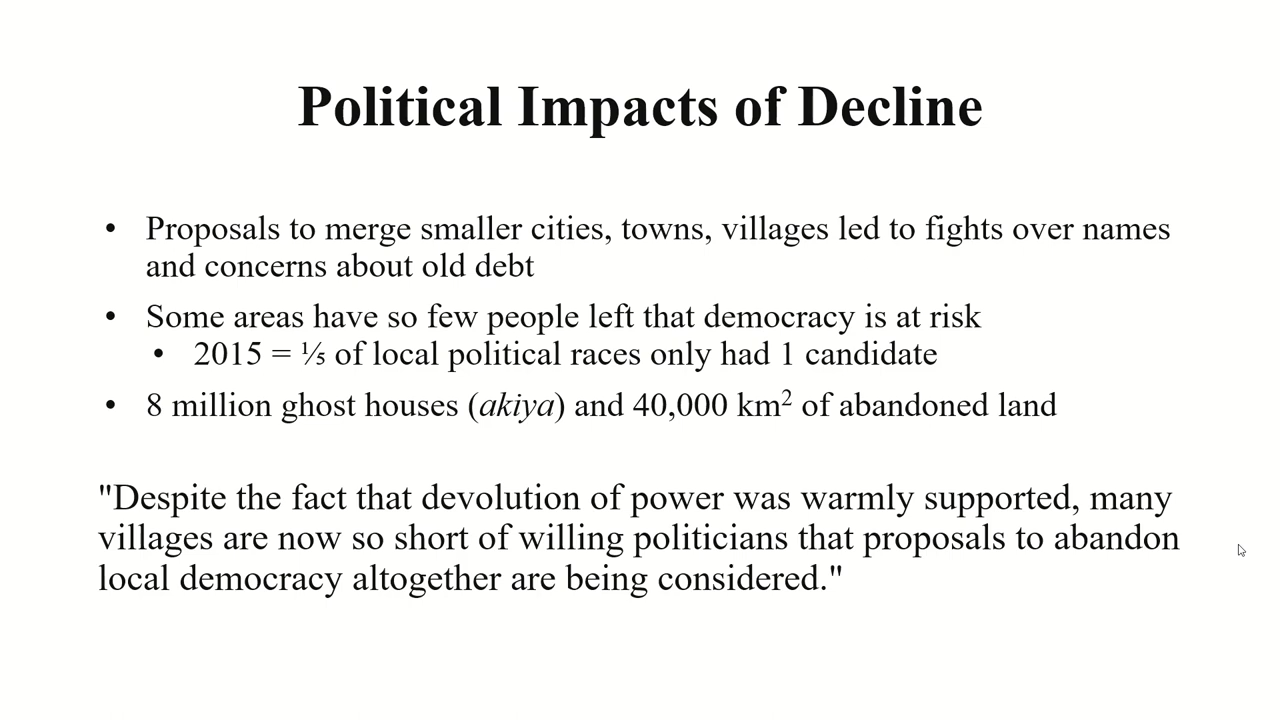 Political Impacts of Decline
• Proposals to merge smaller cities, towns, villages led to fights over names
and concerns about old debt
• Some areas have so few people left that democracy is at risk
• 2015 = ⅕ of local political races only had 1 candidate
• 8 million ghost houses (akiya) and 40,000 km² of abandoned land
"Despite the fact that devolution of power was warmly supported, many
villages are now so short of willing politicians that proposals to abandon
local democracy altogether are being considered."